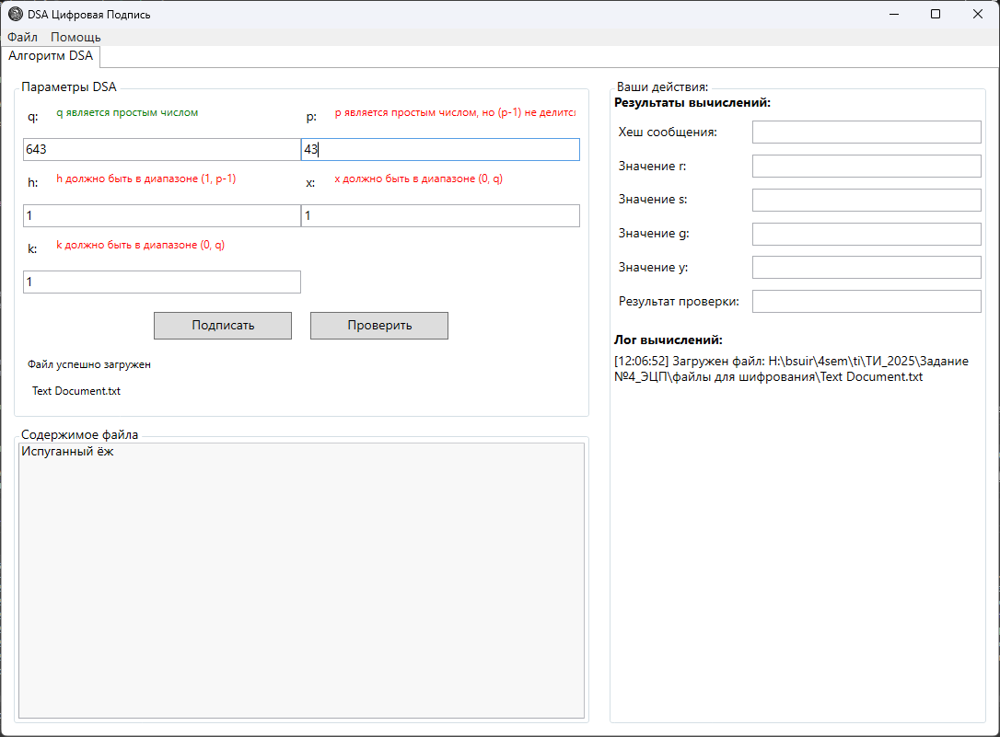 DSA Цифровая Подпись
Файл Помощь
Алгоритм DSA
Параметры DSA
q: q является простым числом
p: p является простым числом, но (p-1) не делится
643
43
h: h должно быть в диапазоне (1, p-1)
x: x должно быть в диапазоне (0, q)
1
1
k: k должно быть в диапазоне (0, q)
1
Подписать
Проверить
Файл успешно загружен
Text Document.txt
Содержимое файла
Испуганный ёж
Ваши действия:
Результаты вычислений:
Хеш сообщения:
Значение r:
Значение s:
Значение g:
Значение y:
Результат проверки:
Лог вычислений:
[12:06:52] Загружен файл: H:\bsuir\4sem\ti\ТИ_2025\Задание
№4_ЭЦП\файлы для шифрования\Text Document.txt